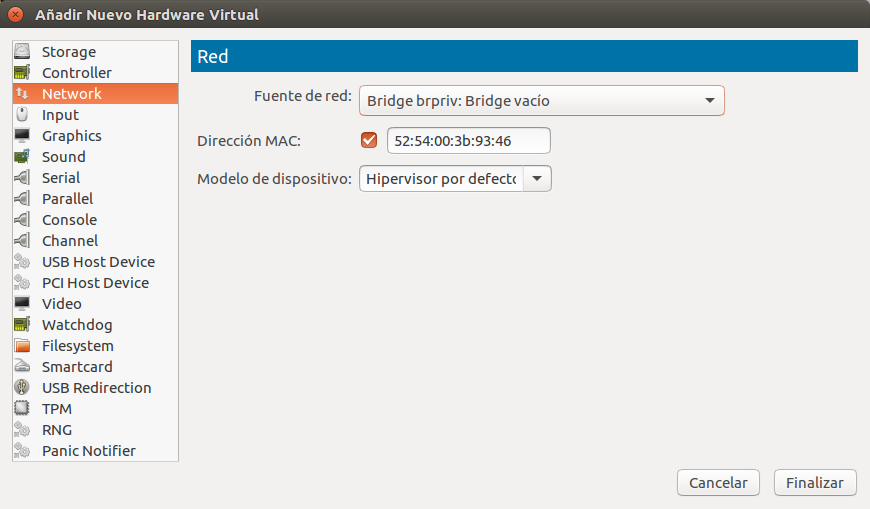 Añadir Nuevo Hardware Virtual
Storage
Controller
Network
Input
Graphics
Sound
Serial
Parallel
Console
Channel
USB Host Device
PCI Host Device
Video
Watchdog
Filesystem
Smartcard
USB Redirection
TPM
RNG
Panic Notifier
Red
Fuente de red: Bridge brpriv: Bridge vacío
Dirección MAC: 52:54:00:3b:93:46
Modelo de dispositivo: Hipervisor por defecto
Cancelar Finalizar